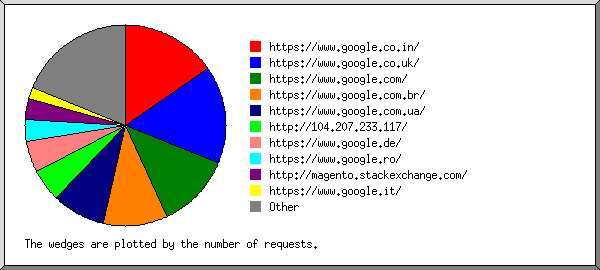 https://www.google.co.in/
https://www.google.co.uk/
https://www.google.com/
https://www.google.com.br/
https://www.google.com.ua/
http://104.207.233.117/
https://www.google.de/
https://www.google.ro/
http://magento.stackexchange.com/
https://www.google.it/
Other
The wedges are plotted by the number of requests.